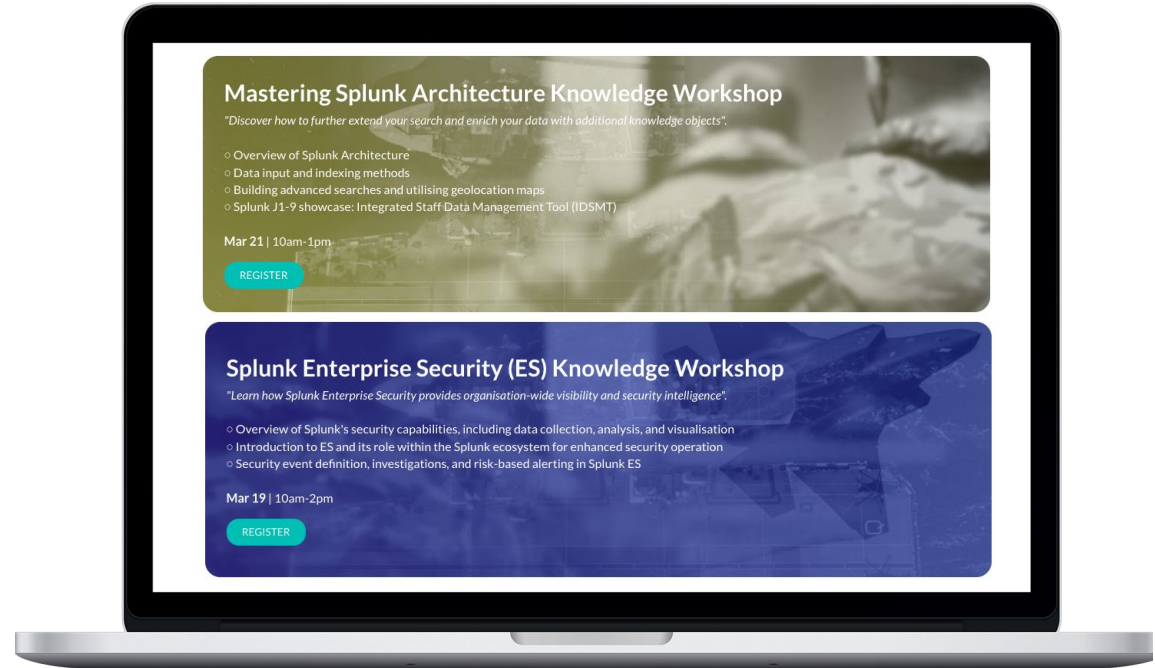 Mastering Splunk Architecture Knowledge Workshop
"Discover how to further extend your search and enrich your data with additional knowledge objects".
○ Overview of Splunk Architecture
○ Data input and indexing methods
○ Building advanced searches and utilising geolocation maps
○ Splunk J1-9 showcase: Integrated Staff Data Management Tool (IDSMT)
Mar 21 | 10am-1pm
REGISTER
Splunk Enterprise Security (ES) Knowledge Workshop
"Learn how Splunk Enterprise Security provides organisation-wide visibility and security intelligence".
○ Overview of Splunk's security capabilities, including data collection, analysis, and visualisation
○ Introduction to ES and its role within the Splunk ecosystem for enhanced security operation
○ Security event definition, investigations, and risk-based alerting in Splunk ES
Mar 19 | 10am-2pm
REGISTER